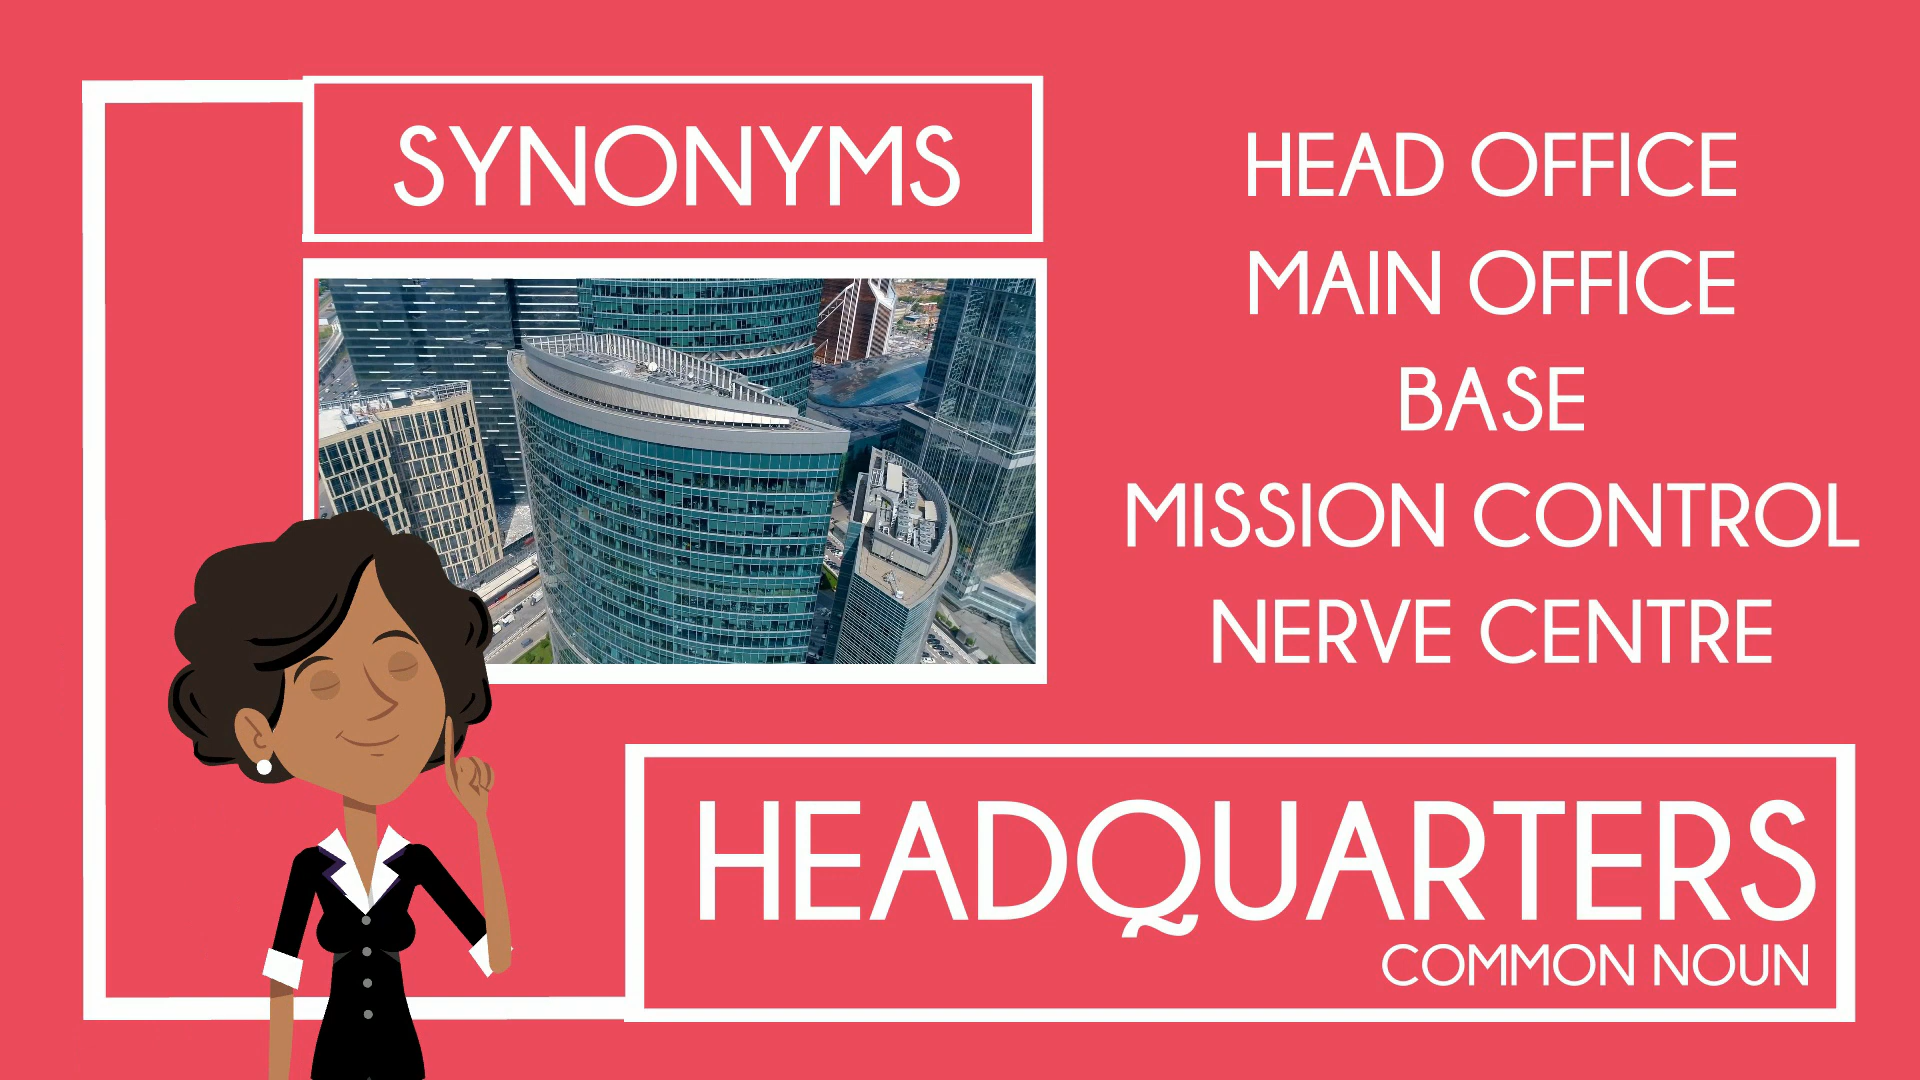 SYNONYMS
HEAD OFFICE
MAIN OFFICE
BASE
MISSION CONTROL
NERVE CENTRE
HEADQUARTERS
COMMON NOUN